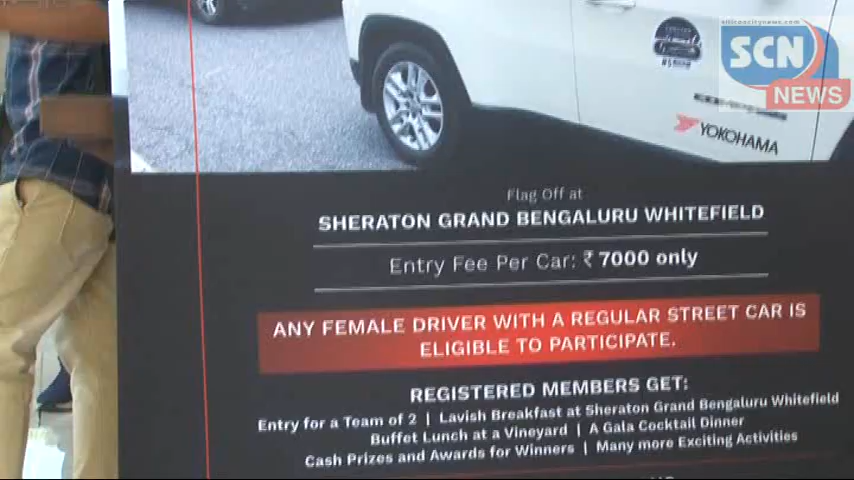 siliconcitynews.com
SCN
NEWS
YOKOHAMA
Flag Off at
SHERATON GRAND BENGALURU WHITEFIELD
Entry Fee Per Car: ₹ 7000 only
ANY FEMALE DRIVER WITH A REGULAR STREET CAR IS
ELIGIBLE TO PARTICIPATE.
REGISTERED MEMBERS GET:
Entry for a Team of 2 | Lavish Breakfast at Sheraton Grand Bengaluru Whitefield
Buffet Lunch at a Vineyard | A Gala Cocktail Dinner
Cash Prizes and Awards for Winners | Many more Exciting Activities